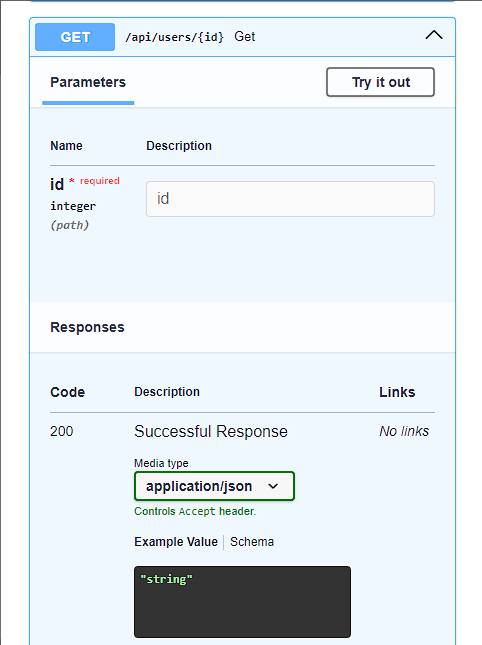 GET /api/users/{id} Get
Parameters Try it out
Name Description
id * required
integer
(path)
id
Responses
Code Description Links
200 Successful Response No links
Media type
application/json
Controls Accept header.
Example Value Schema
"string"